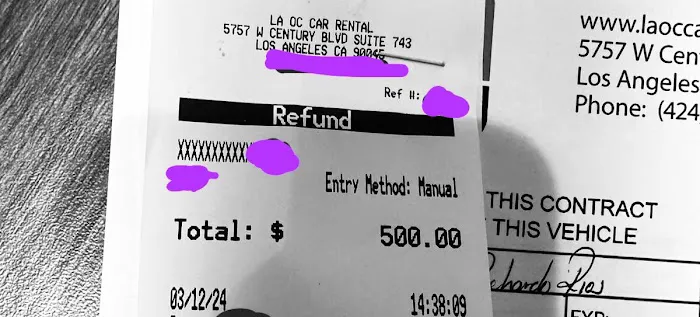 LA OC CAR RENTAL
5757 W CENTURY BLVD SUITE 743
LOS ANGELES CA 90045
Ref #:
Refund
XXXXXXXXXXX
Entry Method: Manual
Total: $ 500.00
03/12/24 14:38:09
www.laocca
5757 W Cen
Los Angeles
Phone: (424
THIS CONTRACT
THIS VEHICLE